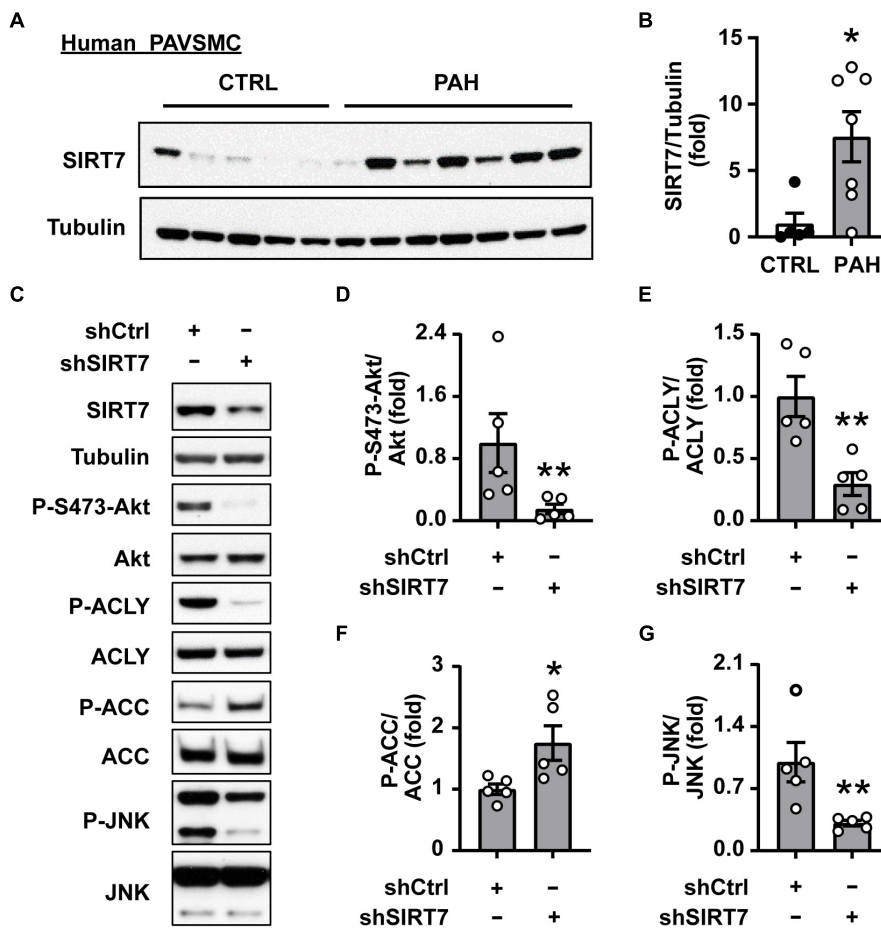 A
Human PAVSMC
CTRL PAH
SIRT7
Tubulin
B
SIRT7/Tubulin
(fold)
15
10
5
0
*
CTRL PAH
C
shCtrl + –
shSIRT7 – +
SIRT7
Tubulin
P-S473-Akt
Akt
P-ACLY
ACLY
P-ACC
ACC
P-JNK
JNK
D
P-S473-Akt/
Akt (fold)
2.4
1.6
0.8
0.0
**
shCtrl + –
shSIRT7 – +
E
P-ACLY/
ACLY (fold)
1.5
1.0
0.5
0.0
**
shCtrl + –
shSIRT7 – +
F
P-ACC/
ACC (fold)
3
2
1
0
*
shCtrl + –
shSIRT7 – +
G
P-JNK/
JNK (fold)
2.1
1.4
0.7
0.0
**
shCtrl + –
shSIRT7 – +